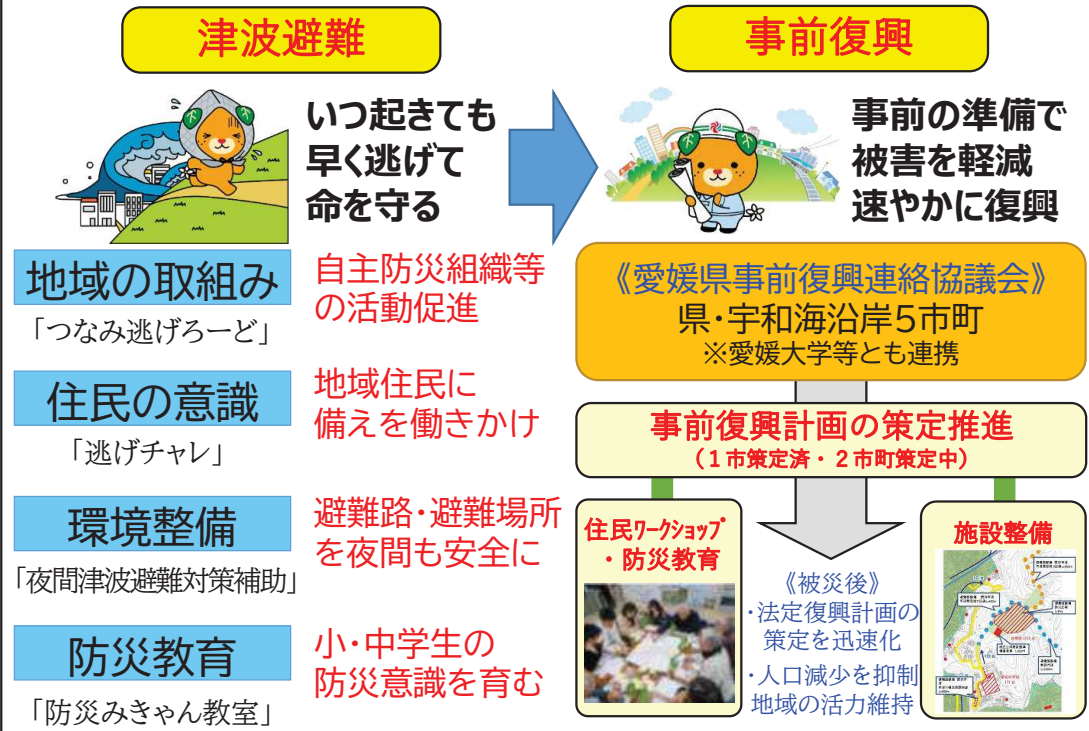 津波避難
いつ起きても
早く逃げて
命を守る
地域の取組み
「つなみ逃げろーど」
自主防災組織等
の活動促進
住民の意識
「逃げチャレ」
地域住民に
備えを働きかけ
環境整備
「夜間津波避難対策補助」
避難路・避難場所
を夜間も安全に
防災教育
「防災みきゃん教室」
小・中学生の
防災意識を育む
事前復興
事前の準備で
被害を軽減
速やかに復興
《愛媛県事前復興連絡協議会》
県・宇和海沿岸5市町
※愛媛大学等とも連携
事前復興計画の策定推進
(1市策定済・2市町策定中)
住民ワークショップ
・防災教育
《被災後》
・法定復興計画の
策定を迅速化
・人口減少を抑制
地域の活力維持
施設整備